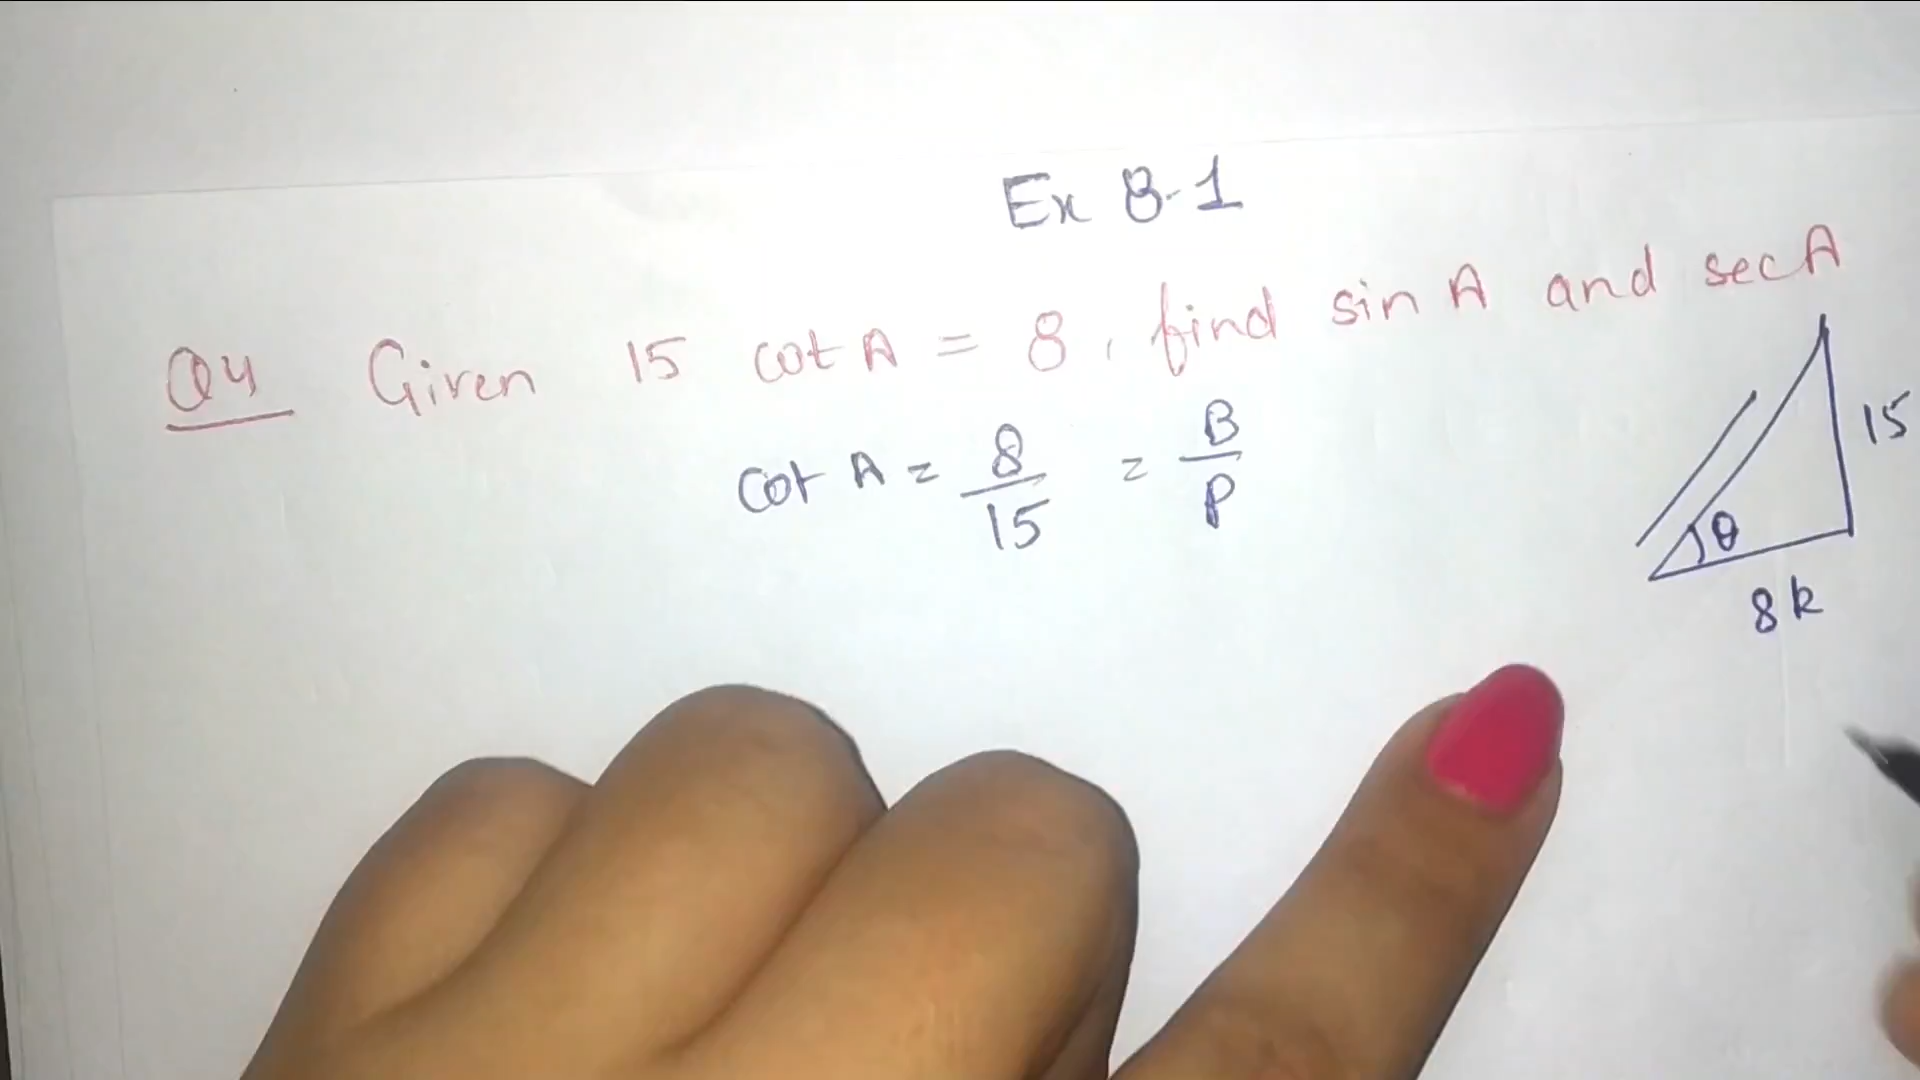 Ex 8.1
Q4 Given 15 cot A = 8, find sin A and sec A
cot A = 8/15 = B/P
15
θ
8k